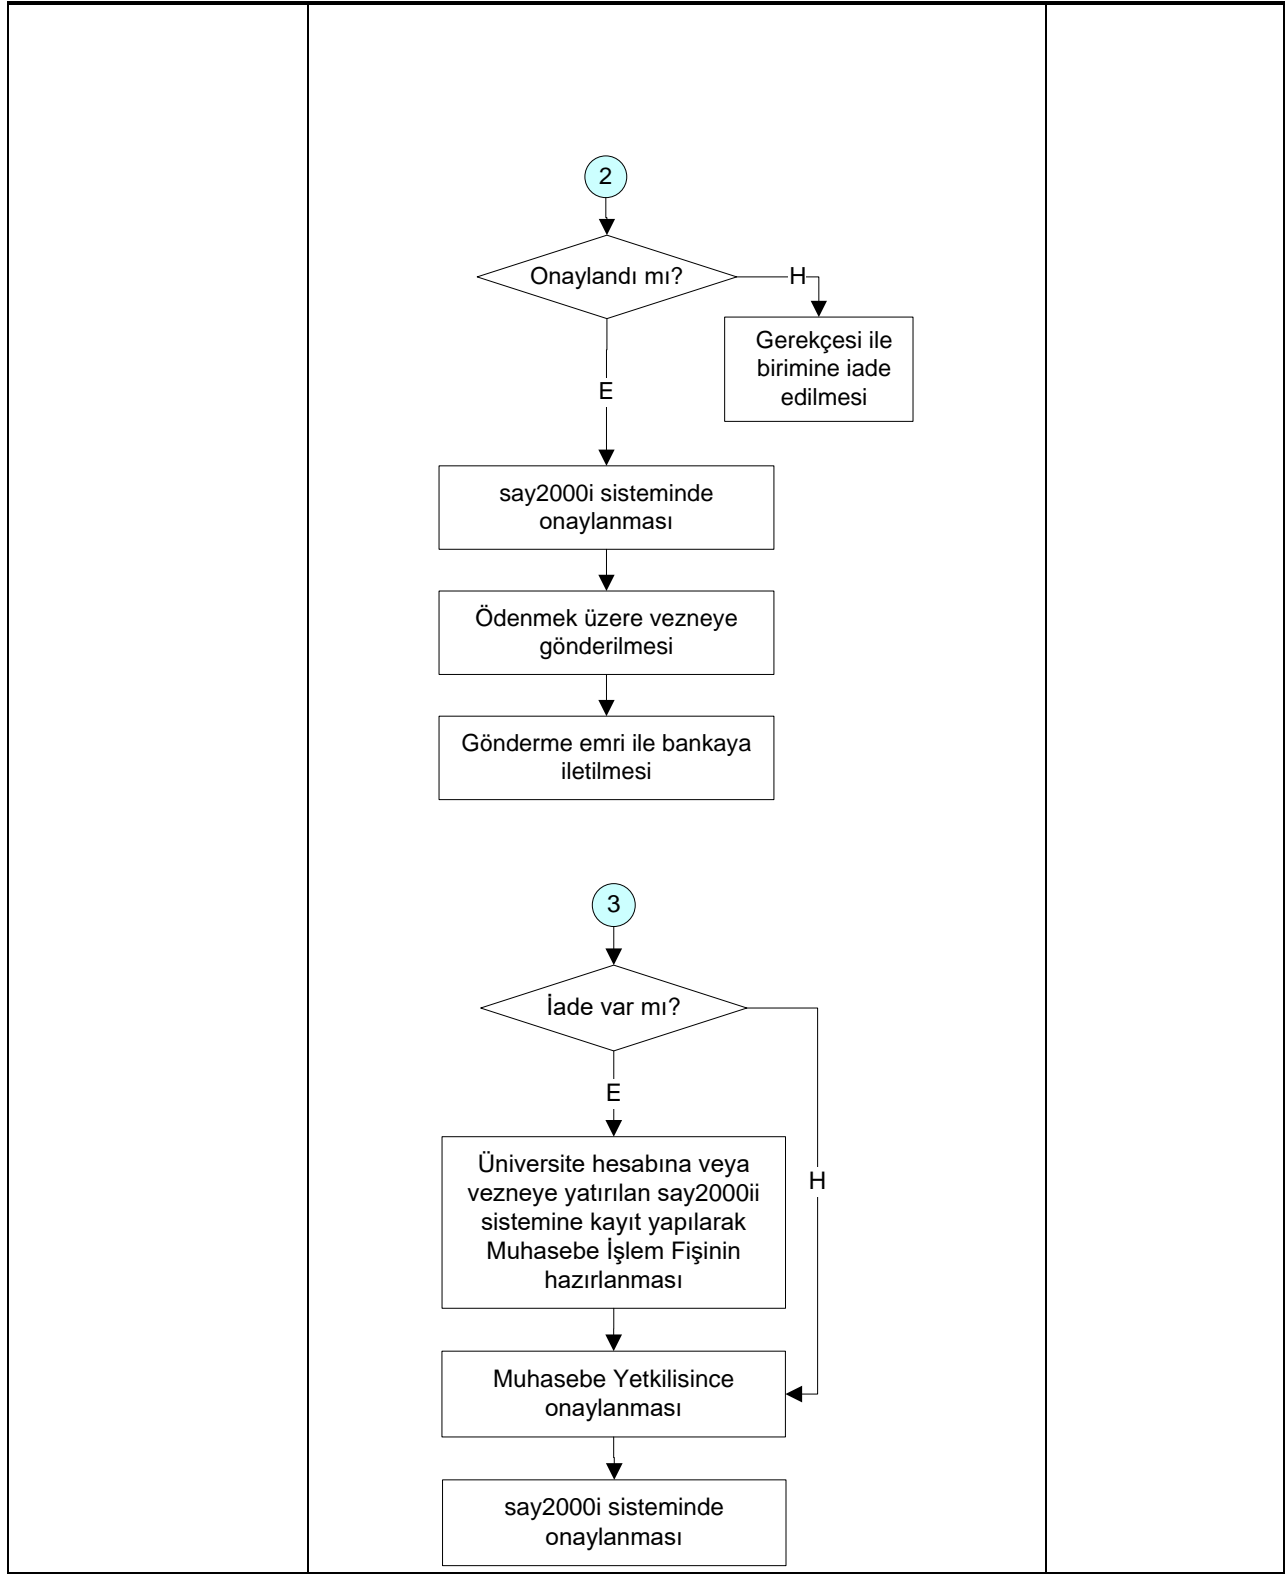 2
Onaylandı mı?
H
Gerekçesi ile
birimine iade
edilmesi
E
say2000i sisteminde
onaylanması
Ödenmek üzere vezneye
gönderilmesi
Gönderme emri ile bankaya
iletilmesi
3
İade var mı?
E
Üniversite hesabına veya
vezneye yatırılan say2000ii
sistemine kayıt yapılarak
Muhasebe İşlem Fişinin
hazırlanması
H
Muhasebe Yetkilisince
onaylanması
say2000i sisteminde
onaylanması